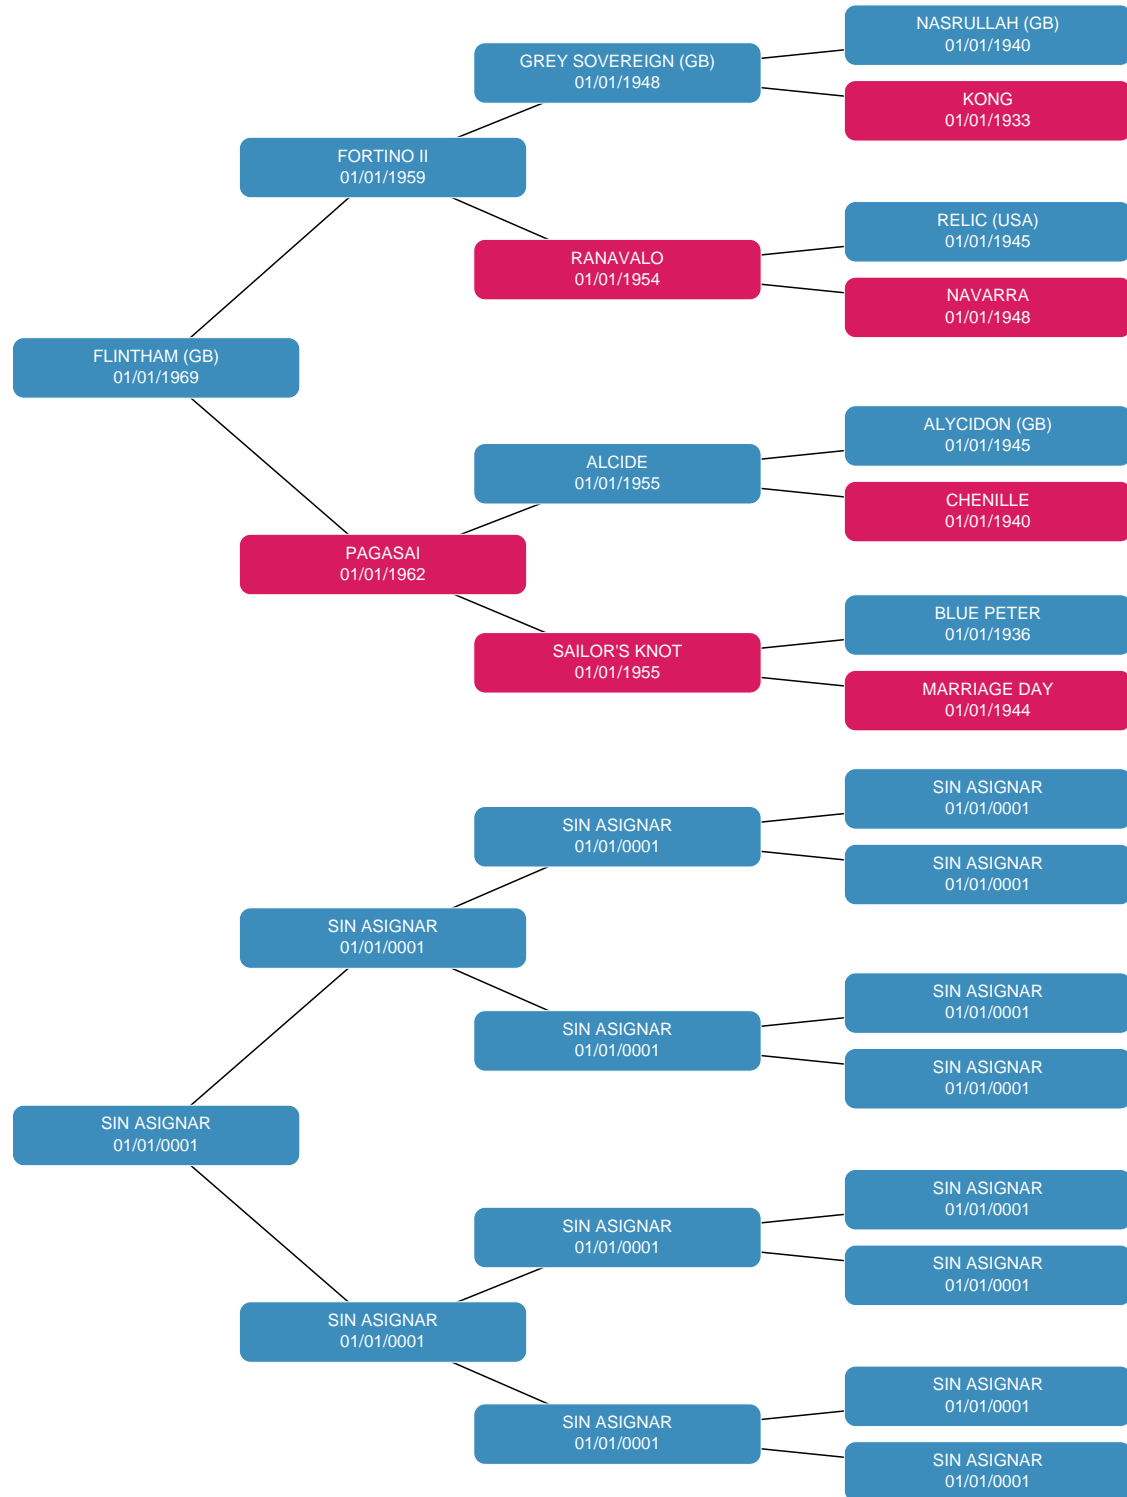 NASRULLAH (GB)
01/01/1940
GREY SOVEREIGN (GB)
01/01/1948
KONG
01/01/1933
FORTINO II
01/01/1959
RELIC (USA)
01/01/1945
RANAVALO
01/01/1954
NAVARRA
01/01/1948
FLINTHAM (GB)
01/01/1969
ALYCIDON (GB)
01/01/1945
ALCIDE
01/01/1955
CHENILLE
01/01/1940
PAGASAI
01/01/1962
BLUE PETER
01/01/1936
SAILOR'S KNOT
01/01/1955
MARRIAGE DAY
01/01/1944
SIN ASIGNAR
01/01/0001
SIN ASIGNAR
01/01/0001
SIN ASIGNAR
01/01/0001
SIN ASIGNAR
01/01/0001
SIN ASIGNAR
01/01/0001
SIN ASIGNAR
01/01/0001
SIN ASIGNAR
01/01/0001
SIN ASIGNAR
01/01/0001
SIN ASIGNAR
01/01/0001
SIN ASIGNAR
01/01/0001
SIN ASIGNAR
01/01/0001
SIN ASIGNAR
01/01/0001
SIN ASIGNAR
01/01/0001
SIN ASIGNAR
01/01/0001
SIN ASIGNAR
01/01/0001